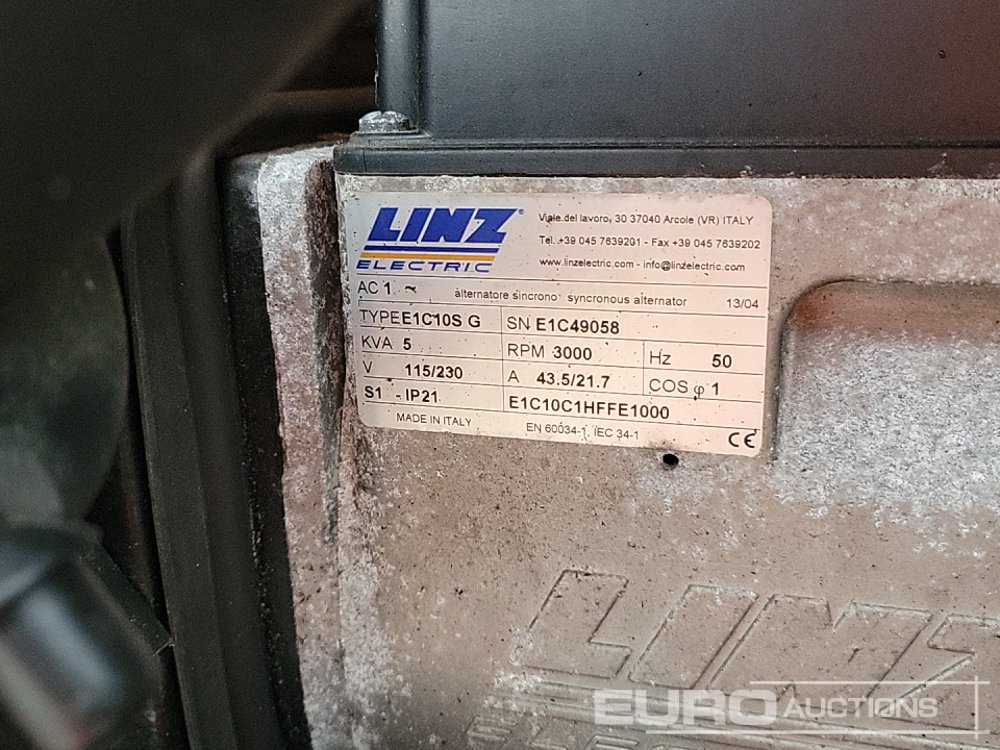 LINZ®
ELECTRIC
Viale del lavoro, 30 37040 Arcole (VR) ITALY
Tel. +39 045 7639201 - Fax +39 045 7639202
www.linzelectric.com - info@linzelectric.com
AC 1 ~ alternatore sincrono syncronous alternator 13/04
TYPE E1C10S G SN E1C49058
KVA 5 RPM 3000 Hz 50
V 115/230 A 43.5/21.7 COS φ 1
S1 - IP21 E1C10C1HFFE1000
MADE IN ITALY EN 60034-1, IEC 34-1 CE
LINZ
EURO AUCTIONS